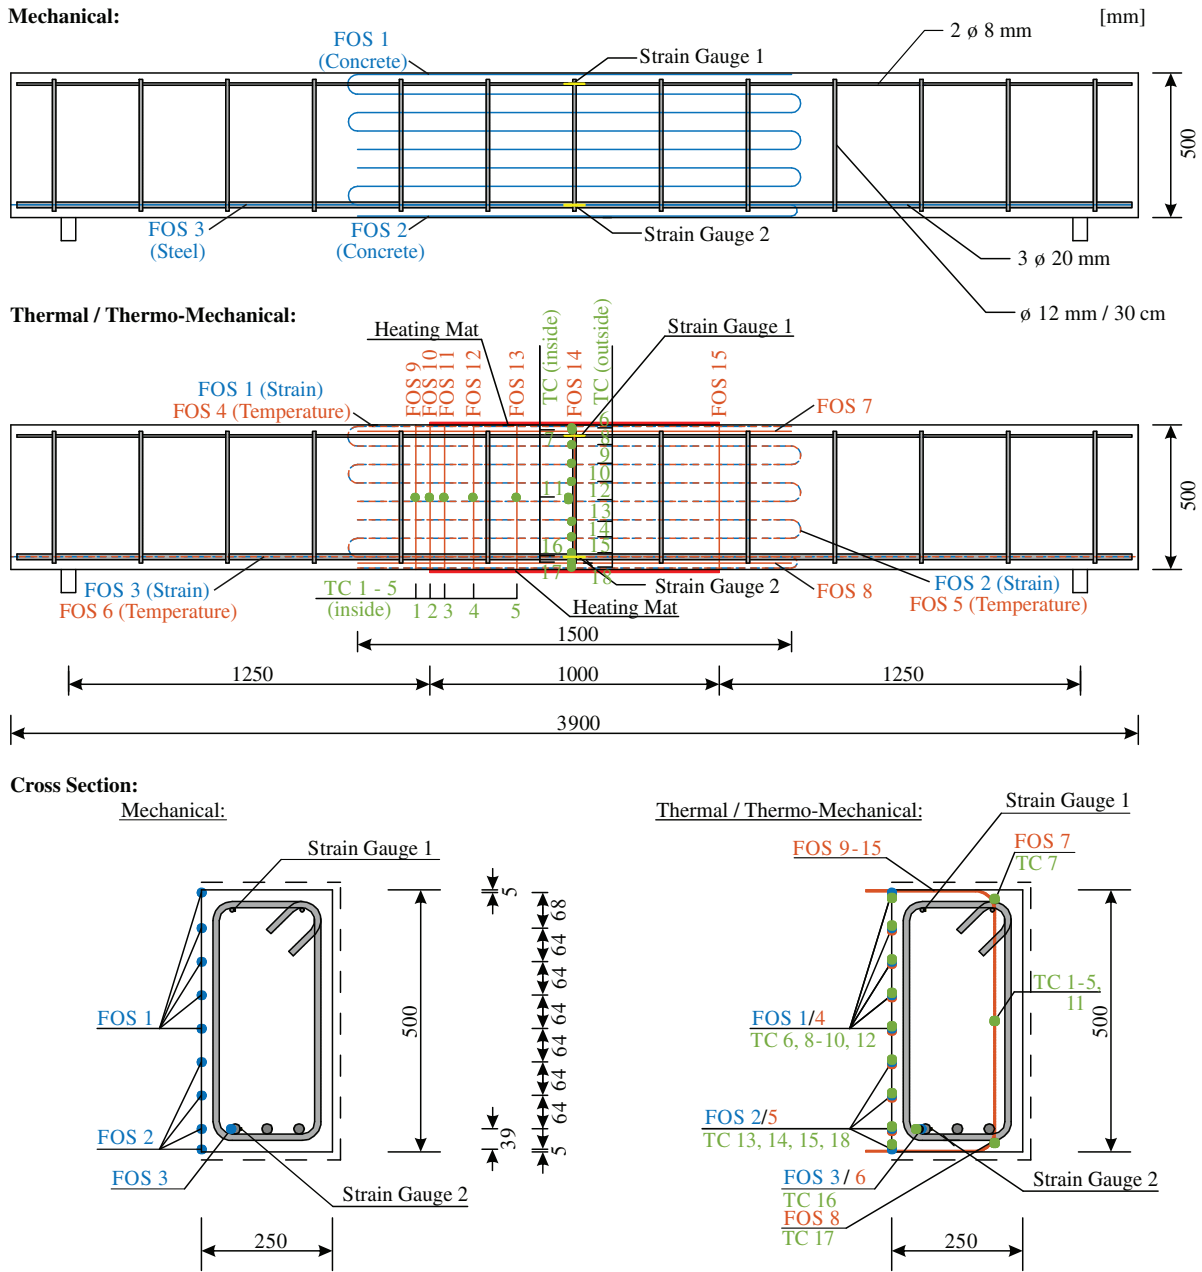 Mechanical:
[mm]
FOS 1
(Concrete)
Strain Gauge 1
2 ø 8 mm
500
FOS 3
(Steel)
FOS 2
(Concrete)
Strain Gauge 2
3 ø 20 mm
ø 12 mm / 30 cm
Thermal / Thermo-Mechanical:
Heating Mat
Strain Gauge 1
FOS 9
FOS 10
FOS 11
FOS 12
FOS 13
TC (inside)
FOS 14
TC (outside)
FOS 15
FOS 1 (Strain)
FOS 4 (Temperature)
FOS 7
6
7
8
9
10
11
12
13
14
15
16
17
18
500
FOS 3 (Strain)
FOS 6 (Temperature)
TC 1 - 5
(inside)
1 2 3 4 5
Strain Gauge 2
Heating Mat
FOS 8
FOS 2 (Strain)
FOS 5 (Temperature)
1500
1250
1000
1250
3900
Cross Section:
Mechanical:
Strain Gauge 1
FOS 1
FOS 2
FOS 3
Strain Gauge 2
500
250
5
68
64
64
64
64
64
64
39
5
Thermal / Thermo-Mechanical:
Strain Gauge 1
FOS 9-15
FOS 7
TC 7
TC 1-5,
11
FOS 1/4
TC 6, 8-10, 12
FOS 2/5
TC 13, 14, 15, 18
FOS 3/ 6
TC 16
FOS 8
TC 17
Strain Gauge 2
500
250